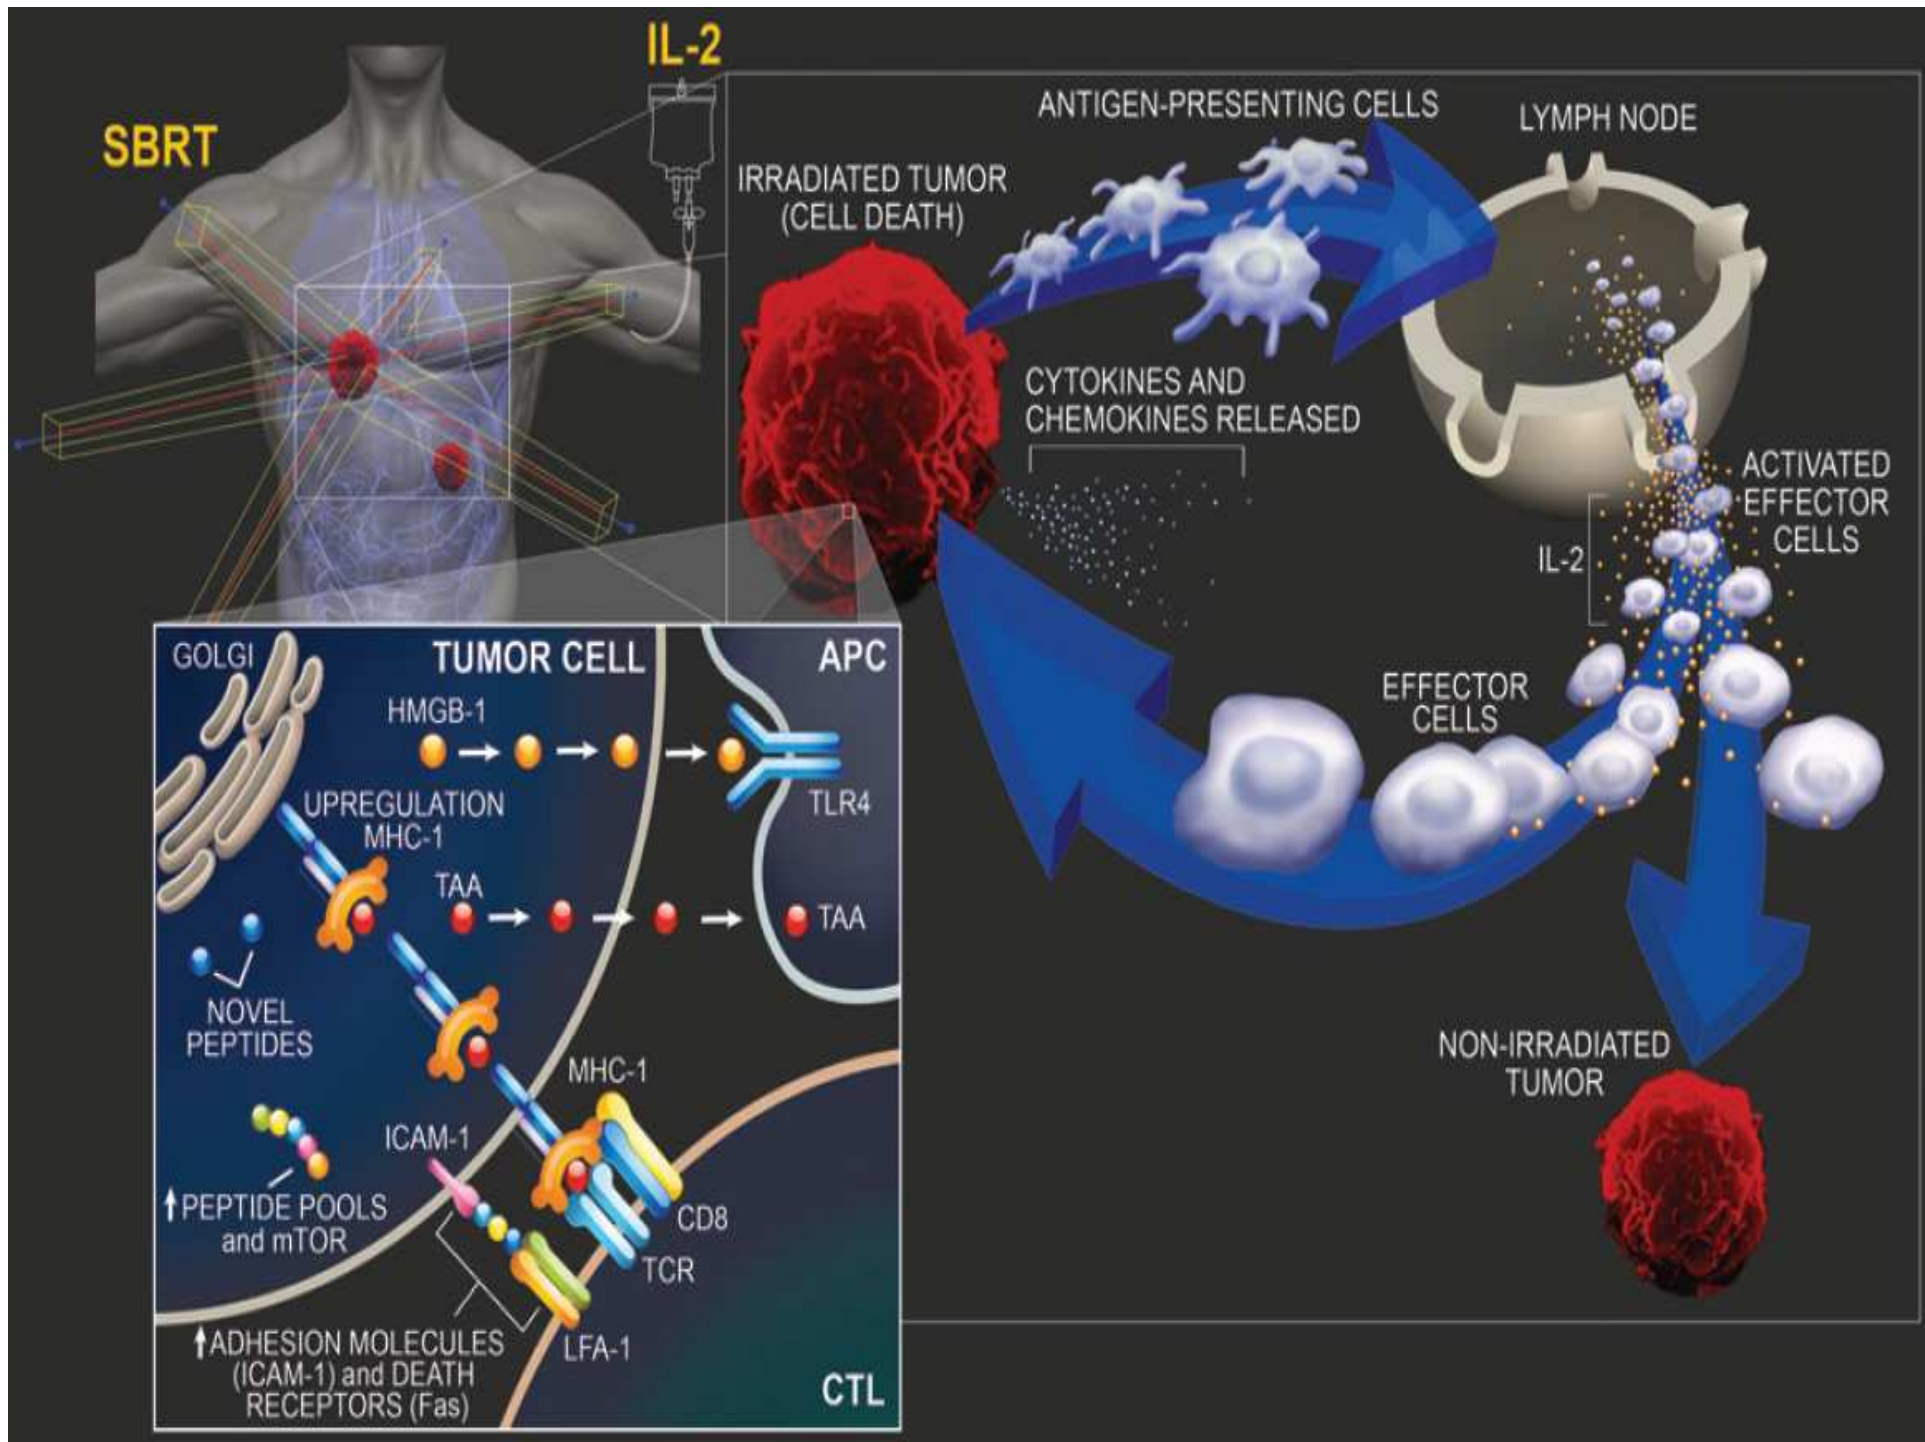 SBRT
IL-2
ANTIGEN-PRESENTING CELLS
LYMPH NODE
IRRADIATED TUMOR
(CELL DEATH)
CYTOKINES AND
CHEMOKINES RELEASED
ACTIVATED
EFFECTOR
CELLS
IL-2
EFFECTOR
CELLS
NON-IRRADIATED
TUMOR
GOLGI
TUMOR CELL
APC
HMGB-1
TLR4
UPREGULATION
MHC-1
TAA
TAA
NOVEL
PEPTIDES
MHC-1
ICAM-1
↑PEPTIDE POOLS
and mTOR
CD8
TCR
LFA-1
↑ADHESION MOLECULES
(ICAM-1) and DEATH
RECEPTORS (Fas)
CTL